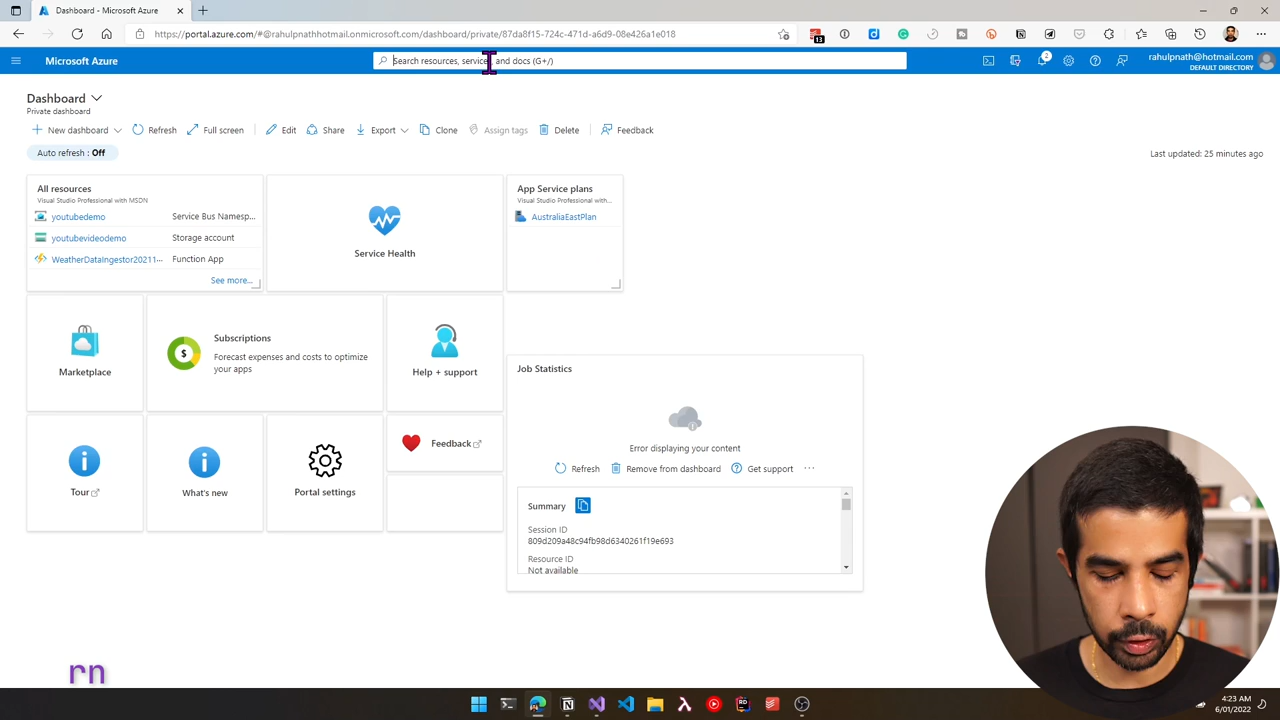 Dashboard - Microsoft Azure
https://portal.azure.com/#@rahulpnathhotmail.onmicrosoft.com/dashboard/private/87da8f15-724c-471d-a6d9-08e426a1e018
13
Microsoft Azure
Search resources, services, and docs (G+/)
2
rahulpnath@hotmail.com
DEFAULT DIRECTORY
Dashboard
Private dashboard
New dashboard Refresh Full screen Edit Share Export Clone Assign tags Delete Feedback
Auto refresh : Off
Last updated: 25 minutes ago
All resources
Visual Studio Professional with MSDN
youtubedemo Service Bus Namesp...
youtubevideodemo Storage account
WeatherDataIngestor20211... Function App
See more...
Service Health
App Service plans
Visual Studio Professional with...
AustraliaEastPlan
Marketplace
Subscriptions
Forecast expenses and costs to optimize
your apps
Help + support
Tour
What's new
Portal settings
Feedback
Job Statistics
Error displaying your content
Refresh Remove from dashboard Get support ...
Summary
Session ID
809d209a48c94fb98d6340261f19e693
Resource ID
Not available
rn
RD
4:23 AM
6/01/2022